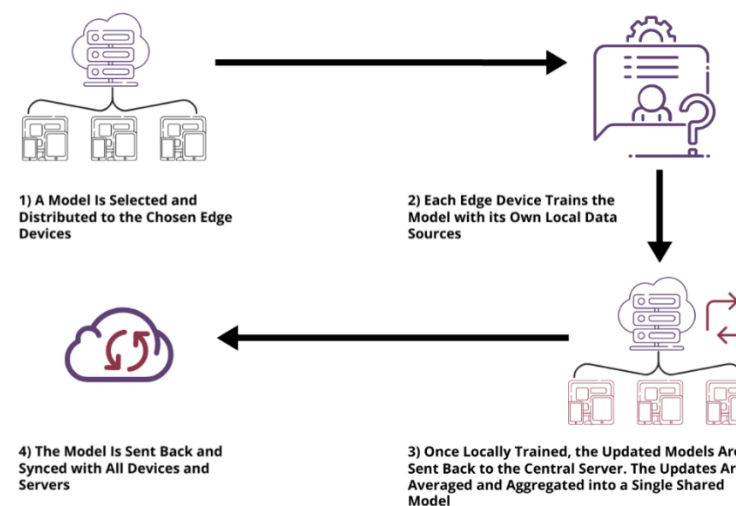 1) A Model Is Selected and
Distributed to the Chosen Edge
Devices
2) Each Edge Device Trains the
Model with its Own Local Data
Sources
4) The Model Is Sent Back and
Synced with All Devices and
Servers
3) Once Locally Trained, the Updated Models Are
Sent Back to the Central Server. The Updates Ar
Averaged and Aggregated into a Single Shared
Model